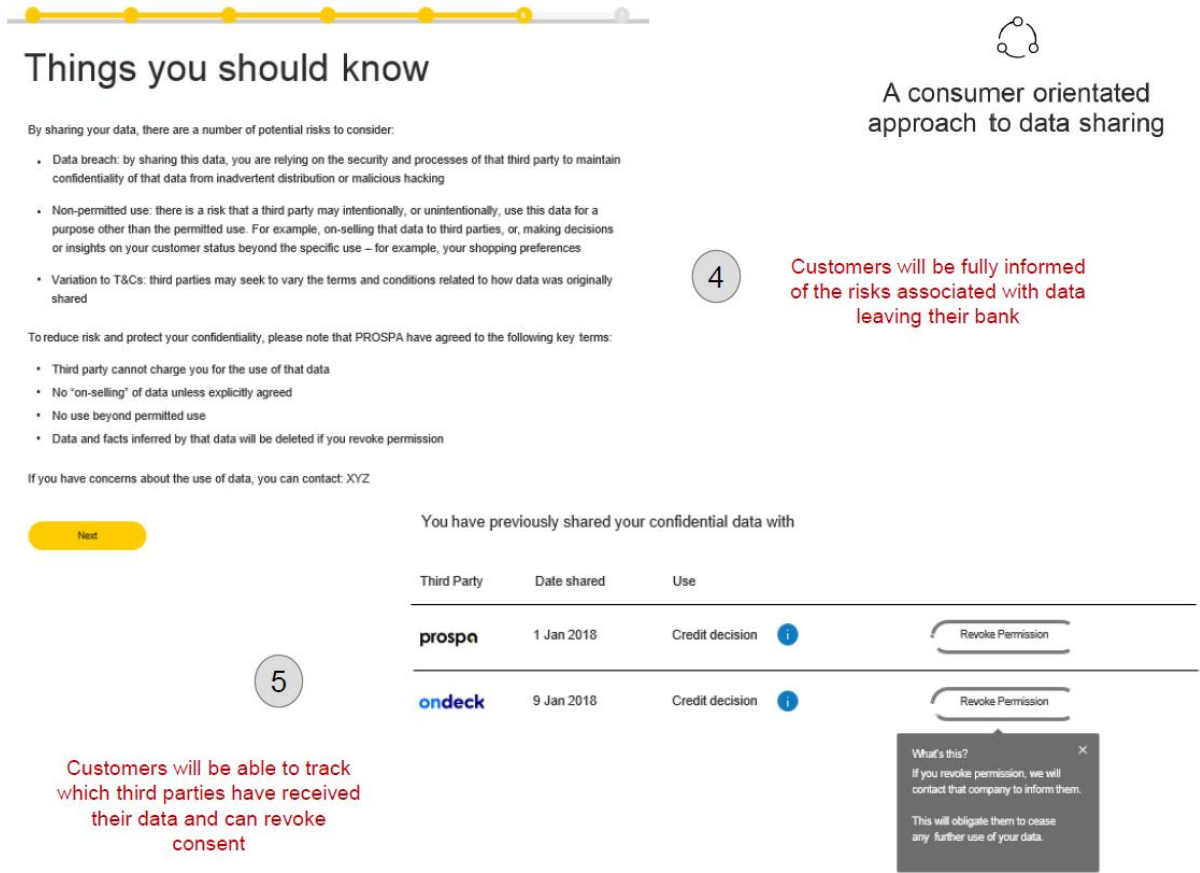 6
7
Things you should know
A consumer orientated
approach to data sharing
By sharing your data, there are a number of potential risks to consider:
• Data breach: by sharing this data, you are relying on the security and processes of that third party to maintain
confidentiality of that data from inadvertent distribution or malicious hacking
• Non-permitted use: there is a risk that a third party may intentionally, or unintentionally, use this data for a
purpose other than the permitted use. For example, on-selling that data to third parties, or, making decisions
or insights on your customer status beyond the specific use – for example, your shopping preferences
• Variation to T&Cs: third parties may seek to vary the terms and conditions related to how data was originally
shared
To reduce risk and protect your confidentiality, please note that PROSPA have agreed to the following key terms:
• Third party cannot charge you for the use of that data
• No "on-selling" of data unless explicitly agreed
• No use beyond permitted use
• Data and facts inferred by that data will be deleted if you revoke permission
If you have concerns about the use of data, you can contact: XYZ
Next
4
Customers will be fully informed
of the risks associated with data
leaving their bank
You have previously shared your confidential data with
Third Party Date shared Use
prospa 1 Jan 2018 Credit decision i Revoke Permission
ondeck 9 Jan 2018 Credit decision i Revoke Permission
What's this? ×
If you revoke permission, we will
contact that company to inform them.
This will obligate them to cease
any further use of your data.
5
Customers will be able to track
which third parties have received
their data and can revoke
consent